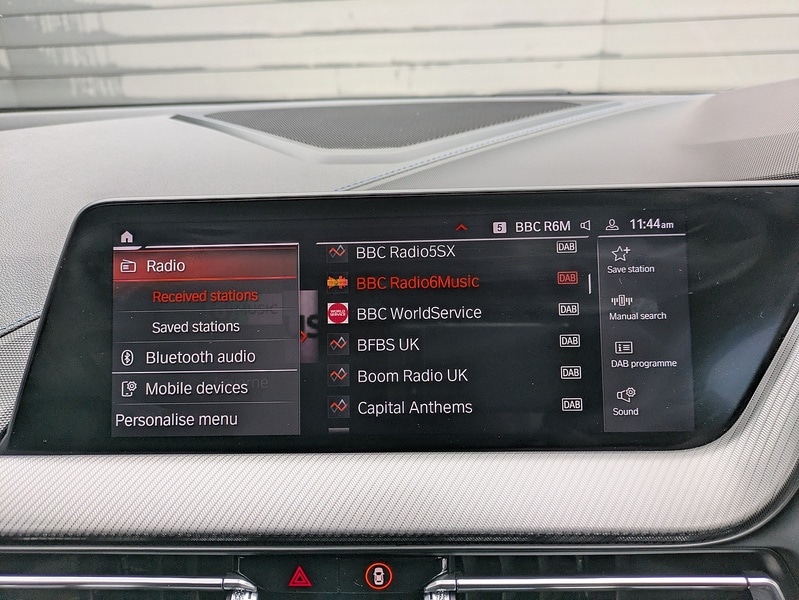 5 BBC R6M 11:44am
Radio
Received stations
Saved stations
Bluetooth audio
Mobile devices
Personalise menu
BBC Radio5SX DAB
BBC Radio6Music DAB
WORLD SERVICE BBC WorldService DAB
BFBS UK DAB
Boom Radio UK DAB
Capital Anthems DAB
Save station
Manual search
DAB programme
Sound